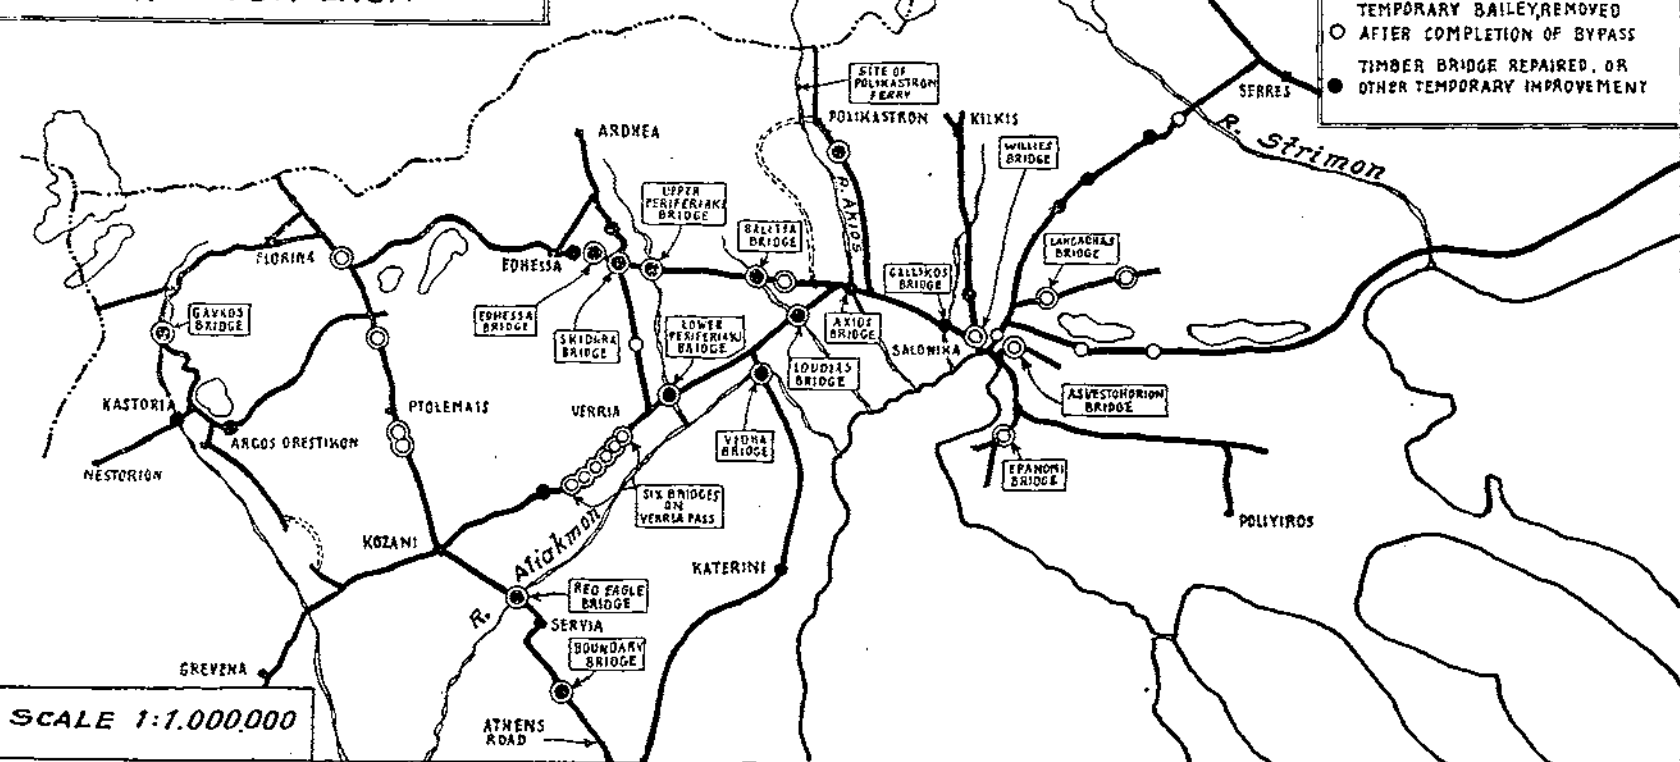 TEMPORARY BAILEY, REMOVED
AFTER COMPLETION OF BYPASS
TIMBER BRIDGE REPAIRED, OR
OTHER TEMPORARY IMPROVEMENT
SERRES
R. Strimon
SITE OF
POLIKASTRON
FERRY
POLIKASTRON
KILKIS
WILLIES
BRIDGE
ARDHEA
UPPER
PERIFERIAKI
BRIDGE
R. Axios
BALITSA
BRIDGE
LANGADHAS
BRIDGE
FLORINA
EDHESSA
GALLIKOS
BRIDGE
GAVKOS
BRIDGE
EDHESSA
BRIDGE
SKIDHRA
BRIDGE
LOWER
PERIFERIAKI
BRIDGE
AXIOS
BRIDGE
SALONIKA
LOUDIAS
BRIDGE
ASVESTOHORION
BRIDGE
KASTORIA
PTOLEMAIS
VERRIA
ARGOS ORESTIKON
VIDHA
BRIDGE
NESTORION
EPANOMI
BRIDGE
SIX BRIDGES
ON
VERRIA PASS
POLIYIROS
KOZANI
R. Aliakmon
KATERINI
RED EAGLE
BRIDGE
SERVIA
BOUNDARY
BRIDGE
GREVENA
SCALE 1:1.000.000
ATHENS
ROAD